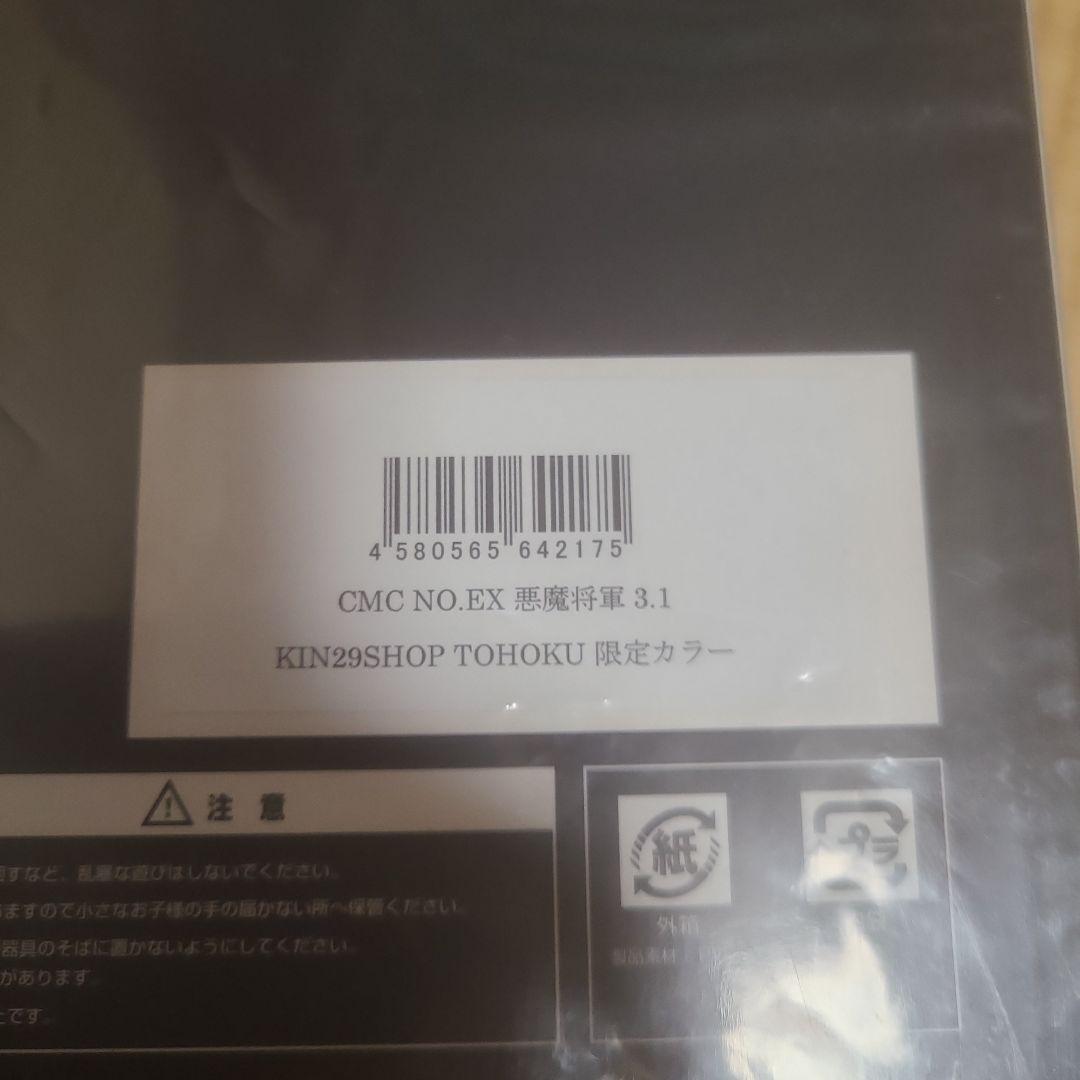 4 580565 642175
CMC NO.EX 悪魔将軍 3.1
KIN29SHOP TOHOKU 限定カラー
注 意
すなど、乱暴な遊びはしないでください。
ますので小さなお子様の手の届かない所へ保管ください。
器具のそばに置かないようにしてください。
があります。
です。
紙
プラ
外箱
製品素材